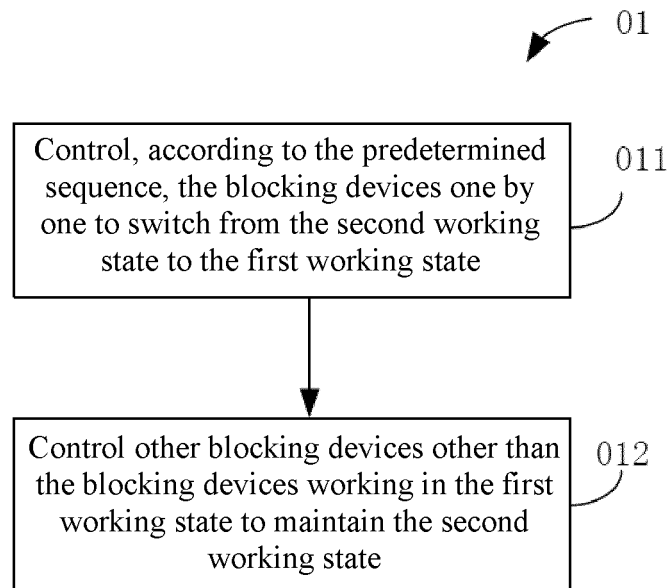 01
Control, according to the predetermined
sequence, the blocking devices one by
one to switch from the second working
state to the first working state
011
Control other blocking devices other than
the blocking devices working in the first
working state to maintain the second
working state
012